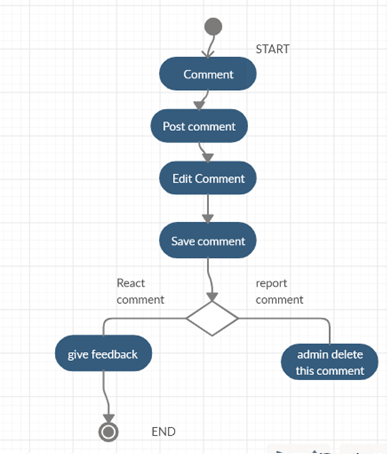 START
Comment
Post comment
Edit Comment
Save comment
React
comment
report
comment
give feedback
admin delete
this comment
END